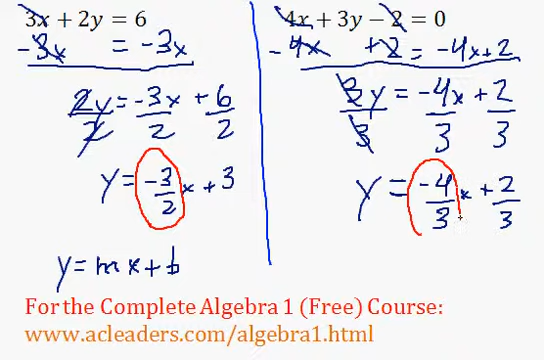 3x + 2y = 6
-3x = -3x
2y/2 = -3x/2 + 6/2
y = -3/2 x + 3
y = mx + b
4x + 3y - 2 = 0
-4x +2 = -4x+2
3y/3 = -4x/3 + 2/3
y = -4/3 x + 2/3
For the Complete Algebra 1 (Free) Course:
www.acleaders.com/algebra1.html